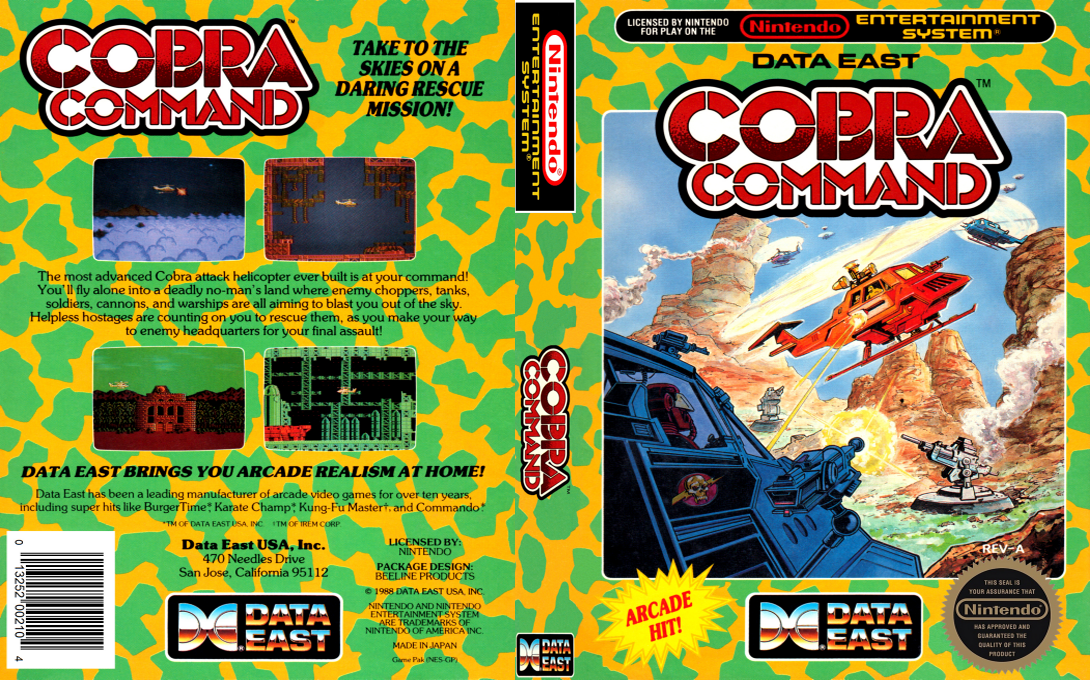 COBRA
COMMAND
™
TAKE TO THE
SKIES ON A
DARING RESCUE
MISSION!
The most advanced Cobra attack helicopter ever built is at your command!
You'll fly alone into a deadly no-man's land where enemy choppers, tanks,
soldiers, cannons, and warships are all aiming to blast you out of the sky.
Helpless hostages are counting on you to rescue them, as you make your way
to enemy headquarters for your final assault!
DATA EAST BRINGS YOU ARCADE REALISM AT HOME!
Data East has been a leading manufacturer of arcade video games for over ten years,
including super hits like BurgerTime*, Karate Champ*, Kung-Fu Master†, and Commando*.
*TM OF DATA EAST USA, INC. †TM OF IREM CORP.
0
13252 00210
4
Data East USA, Inc.
470 Needles Drive
San Jose, California 95112
DATA
EAST
®
LICENSED BY:
NINTENDO
PACKAGE DESIGN:
BEELINE PRODUCTS
© 1988 DATA EAST USA, INC.
NINTENDO AND NINTENDO
ENTERTAINMENT SYSTEM
ARE TRADEMARKS OF
NINTENDO OF AMERICA INC.
MADE IN JAPAN
Game Pak (NES-GP)
Nintendo®
ENTERTAINMENT
SYSTEM®
COBRA
COMMAND
™
DATA
EAST
LICENSED BY NINTENDO
FOR PLAY ON THE
Nintendo
ENTERTAINMENT
SYSTEM®
DATA EAST
COBRA
COMMAND
™
REV-A
ARCADE
HIT!
DATA
EAST
®
THIS SEAL IS
YOUR ASSURANCE THAT
Nintendo®
HAS APPROVED AND
GUARANTEED THE
QUALITY OF THIS
PRODUCT